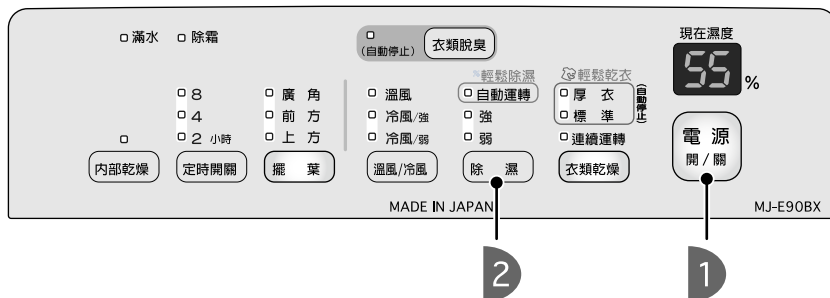 滿水 除霜
(自動停止) 衣類脫臭
現在濕度
55 %
輕鬆除濕 輕鬆乾衣
8 廣角 溫風 自動運轉 厚衣
4 前方 冷風/強 強 標準
(自動停止)
2 小時 上方 冷風/弱 弱 連續運轉
內部乾燥 定時開關 擺葉 溫風/冷風 除濕 衣類乾燥
電源
開/關
MADE IN JAPAN MJ-E90BX
2 1